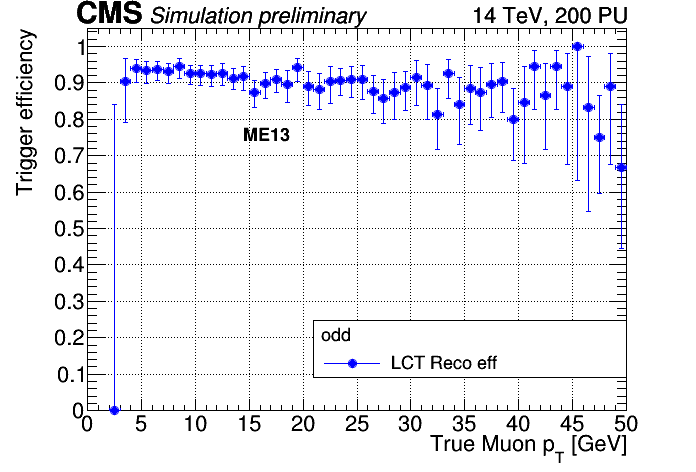 CMS Simulation preliminary 14 TeV, 200 PU
Trigger efficiency
1
0.9
0.8
0.7
0.6
0.5
0.4
0.3
0.2
0.1
0
ME13
odd
LCT Reco eff
0 5 10 15 20 25 30 35 40 45 50
True Muon p_T [GeV]